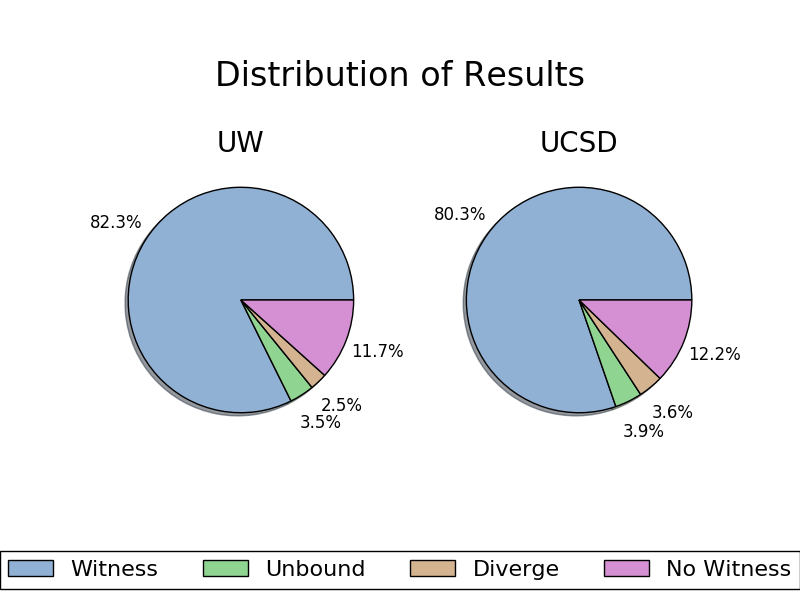 Distribution of Results
UW
UCSD
82.3%
11.7%
2.5%
3.5%
80.3%
12.2%
3.6%
3.9%
Witness Unbound Diverge No Witness